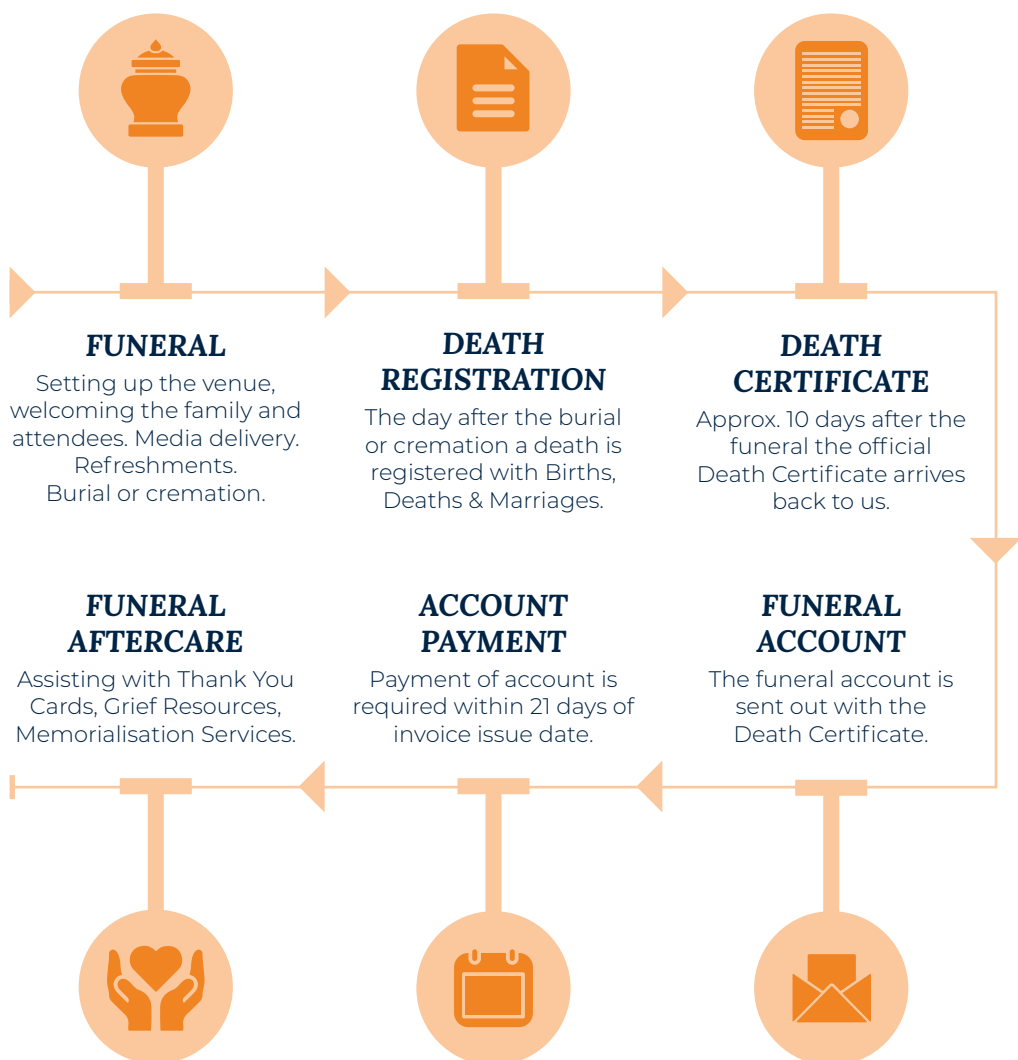 FUNERAL
Setting up the venue,
welcoming the family and
attendees. Media delivery.
Refreshments.
Burial or cremation.
DEATH
REGISTRATION
The day after the burial
or cremation a death is
registered with Births,
Deaths & Marriages.
DEATH
CERTIFICATE
Approx. 10 days after the
funeral the official
Death Certificate arrives
back to us.
FUNERAL
ACCOUNT
The funeral account is
sent out with the
Death Certificate.
ACCOUNT
PAYMENT
Payment of account is
required within 21 days of
invoice issue date.
FUNERAL
AFTERCARE
Assisting with Thank You
Cards, Grief Resources,
Memorialisation Services.